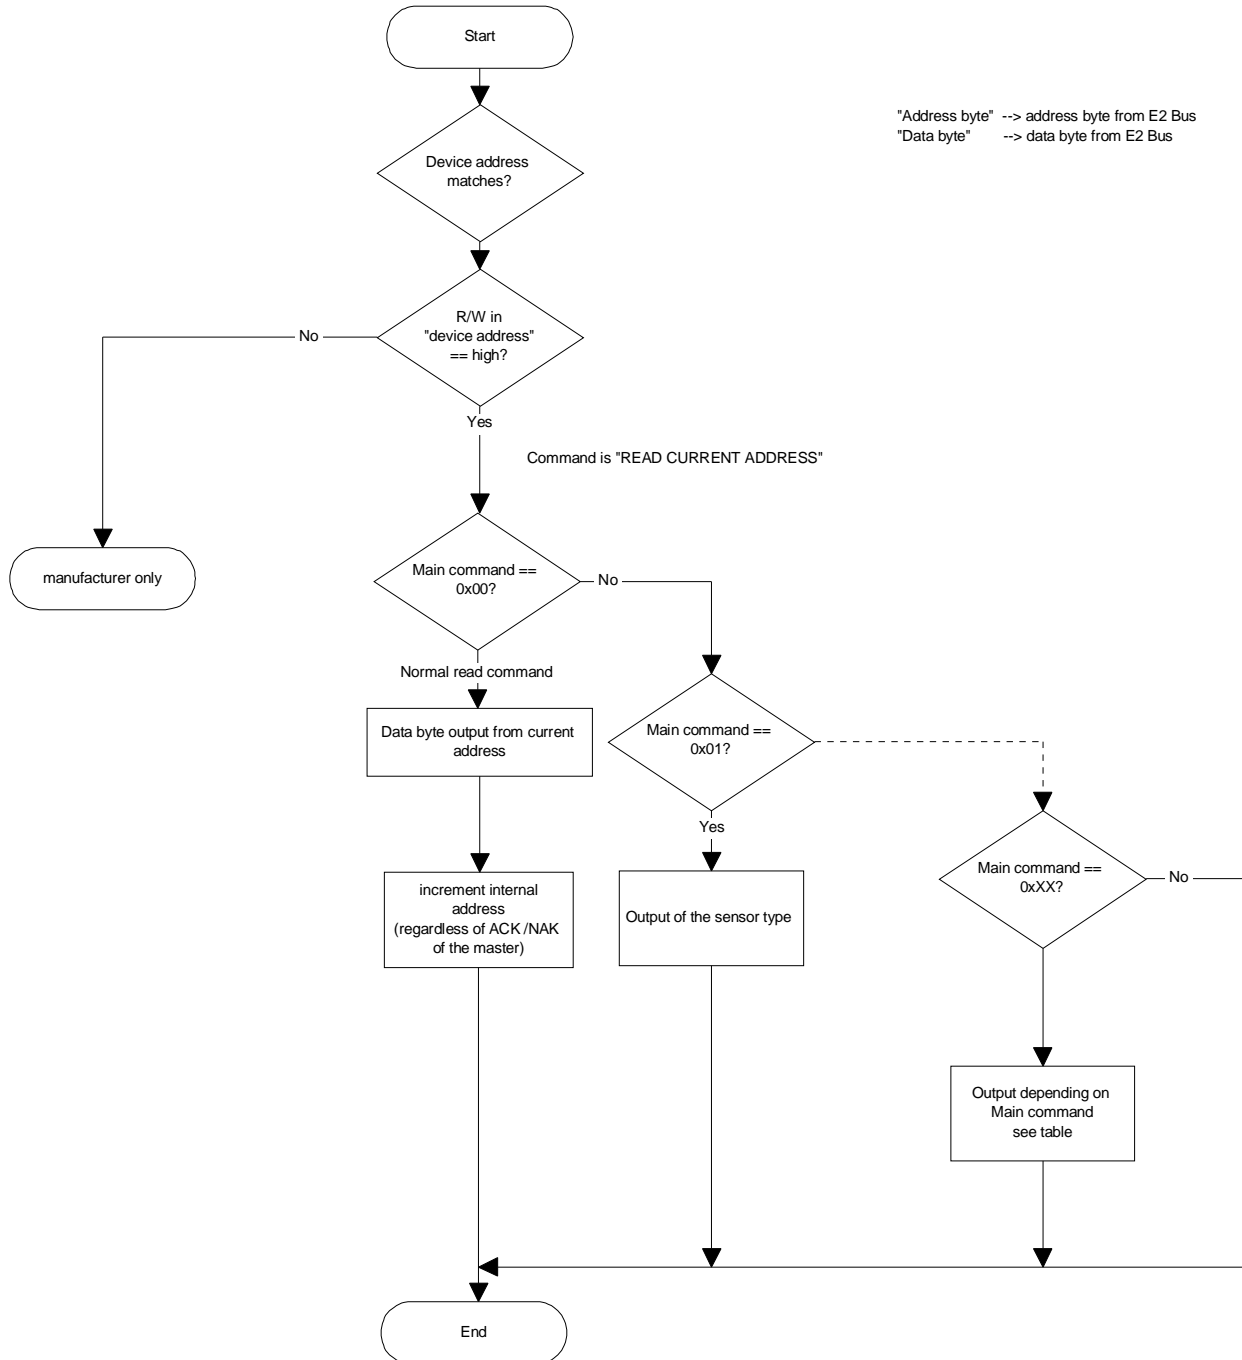 Start
"Address byte" --> address byte from E2 Bus
"Data byte" --> data byte from E2 Bus
Device address
matches?
R/W in
"device address"
== high?
No
Yes
Command is "READ CURRENT ADDRESS"
manufacturer only
Main command ==
0x00?
No
Normal read command
Data byte output from current
address
Main command ==
0x01?
Yes
Main command ==
0xXX?
No
increment internal
address
(regardless of ACK /NAK
of the master)
Output of the sensor type
Output depending on
Main command
see table
End